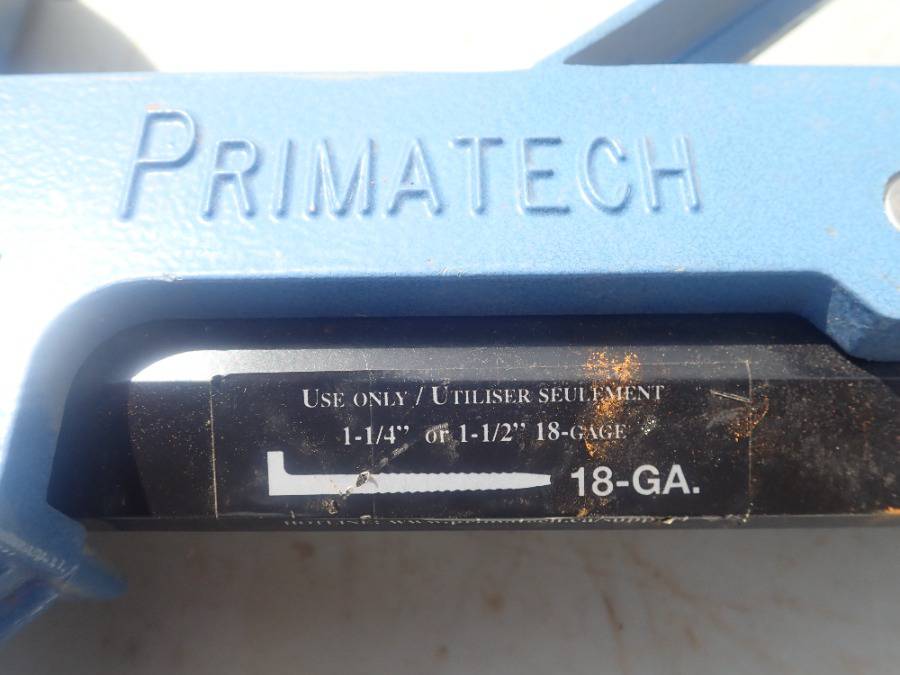 PRIMATECH
USE ONLY / UTILISER SEULEMENT
1-1/4” or 1-1/2” 18-GAGE
18-GA.